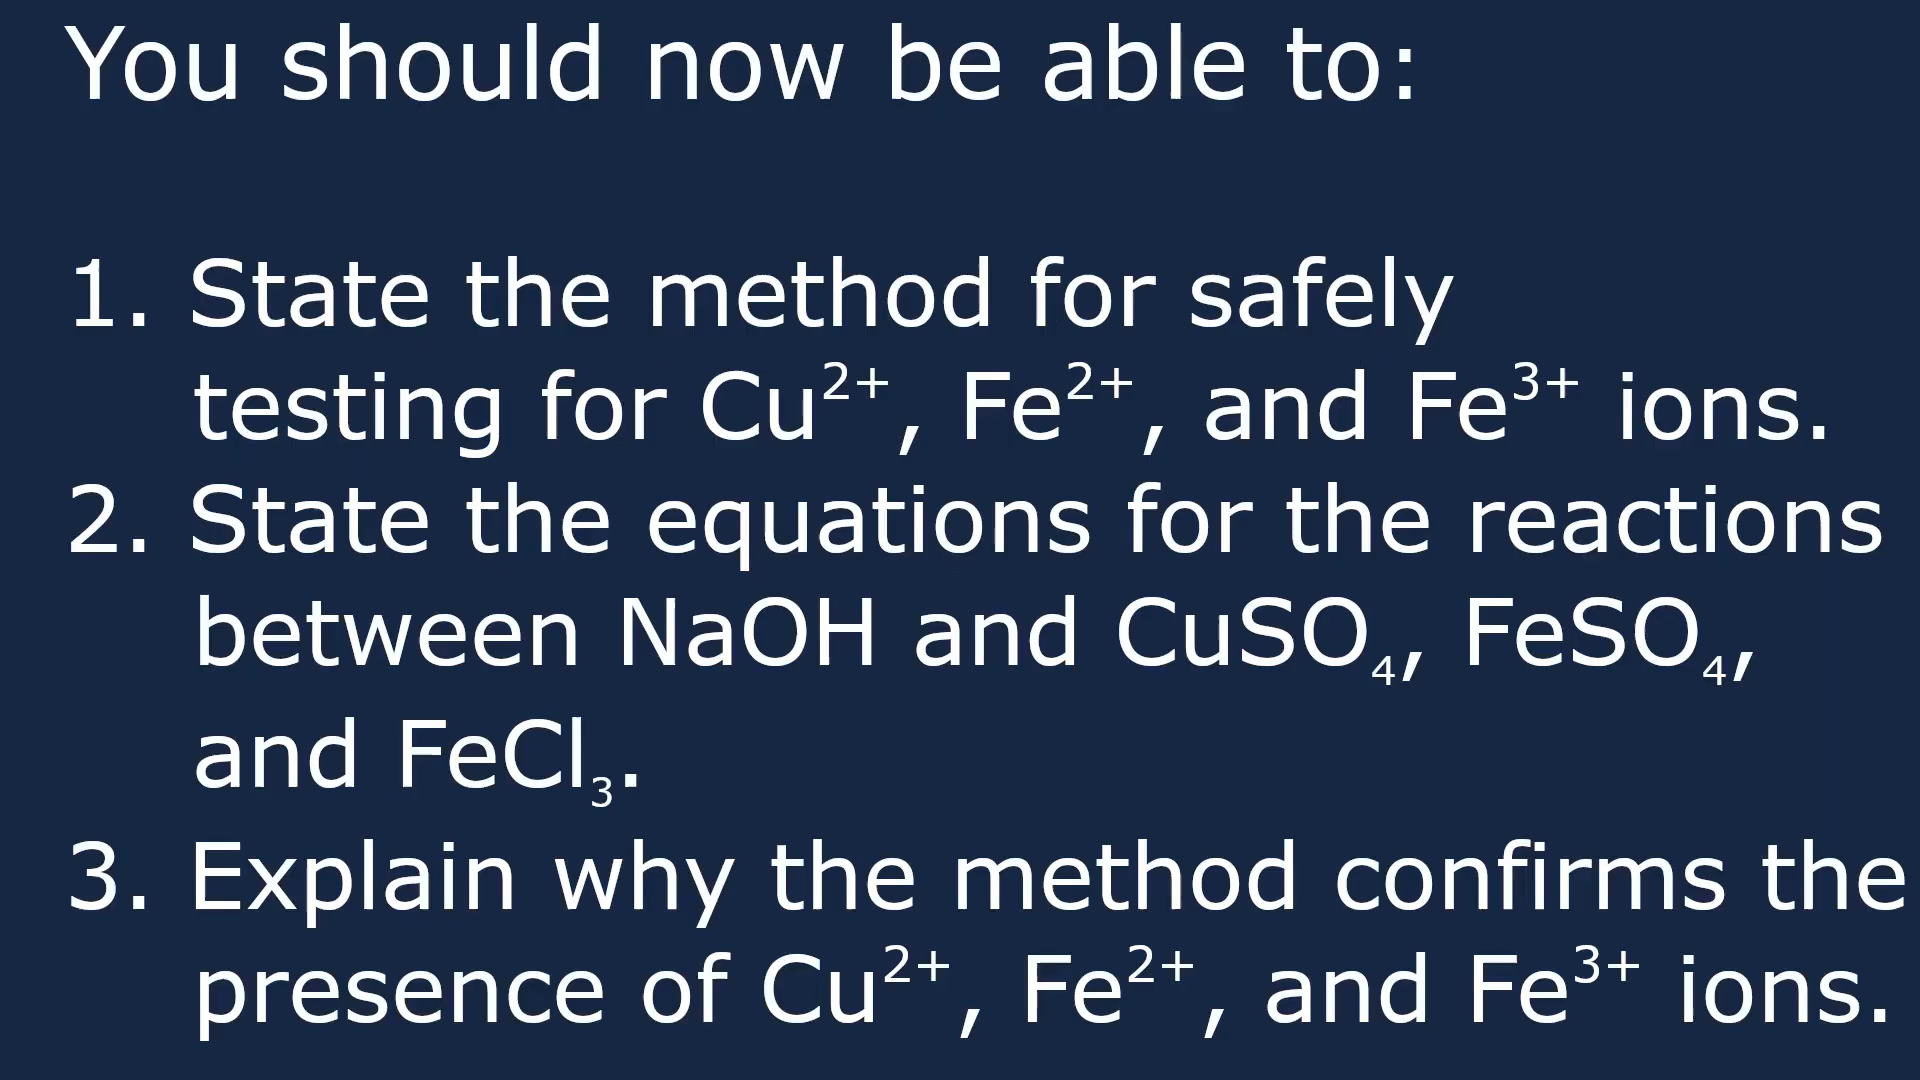 You should now be able to:
1. State the method for safely
testing for Cu²⁺, Fe²⁺, and Fe³⁺ ions.
2. State the equations for the reactions
between NaOH and CuSO₄, FeSO₄,
and FeCl₃.
3. Explain why the method confirms the
presence of Cu²⁺, Fe²⁺, and Fe³⁺ ions.